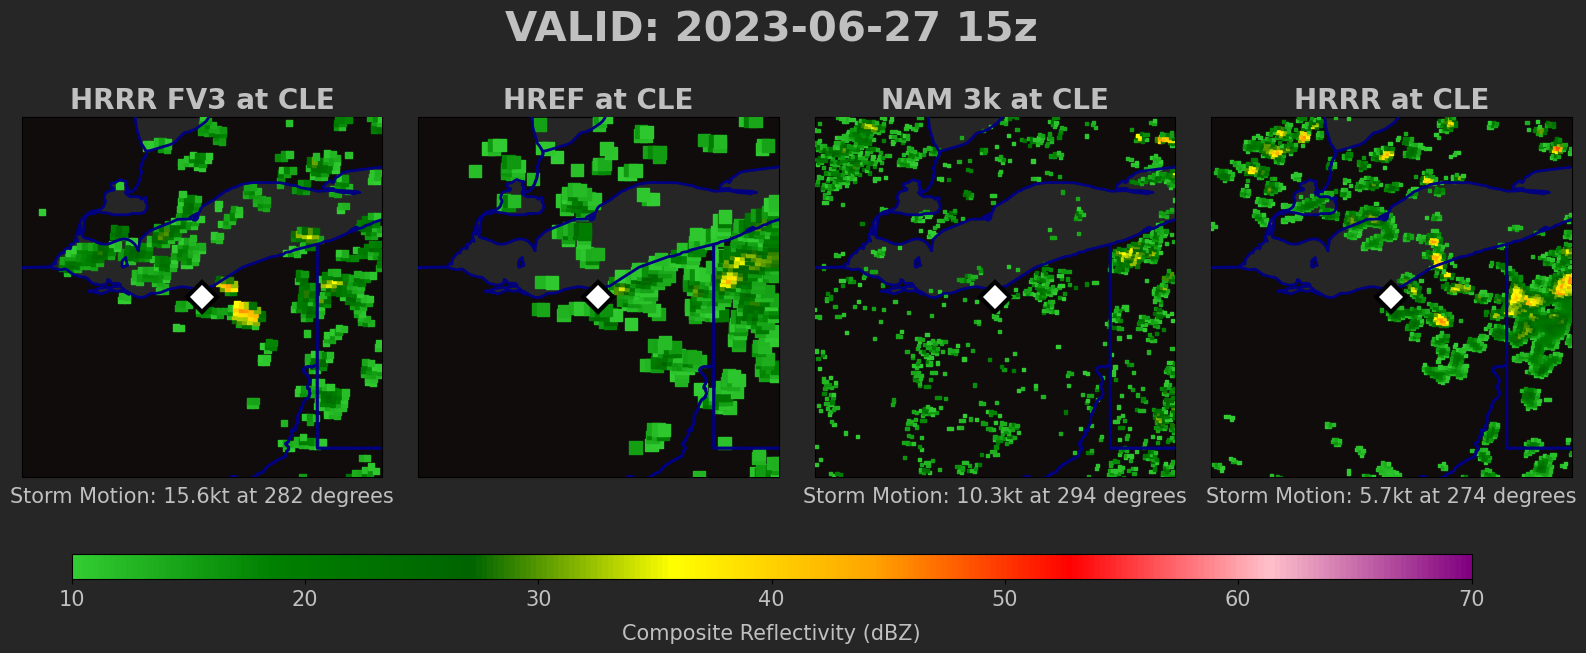 VALID: 2023-06-27 15z
HRRR FV3 at CLE
HREF at CLE
NAM 3k at CLE
HRRR at CLE
Storm Motion: 15.6kt at 282 degrees
Storm Motion: 10.3kt at 294 degrees
Storm Motion: 5.7kt at 274 degrees
10 20 30 40 50 60 70
Composite Reflectivity (dBZ)